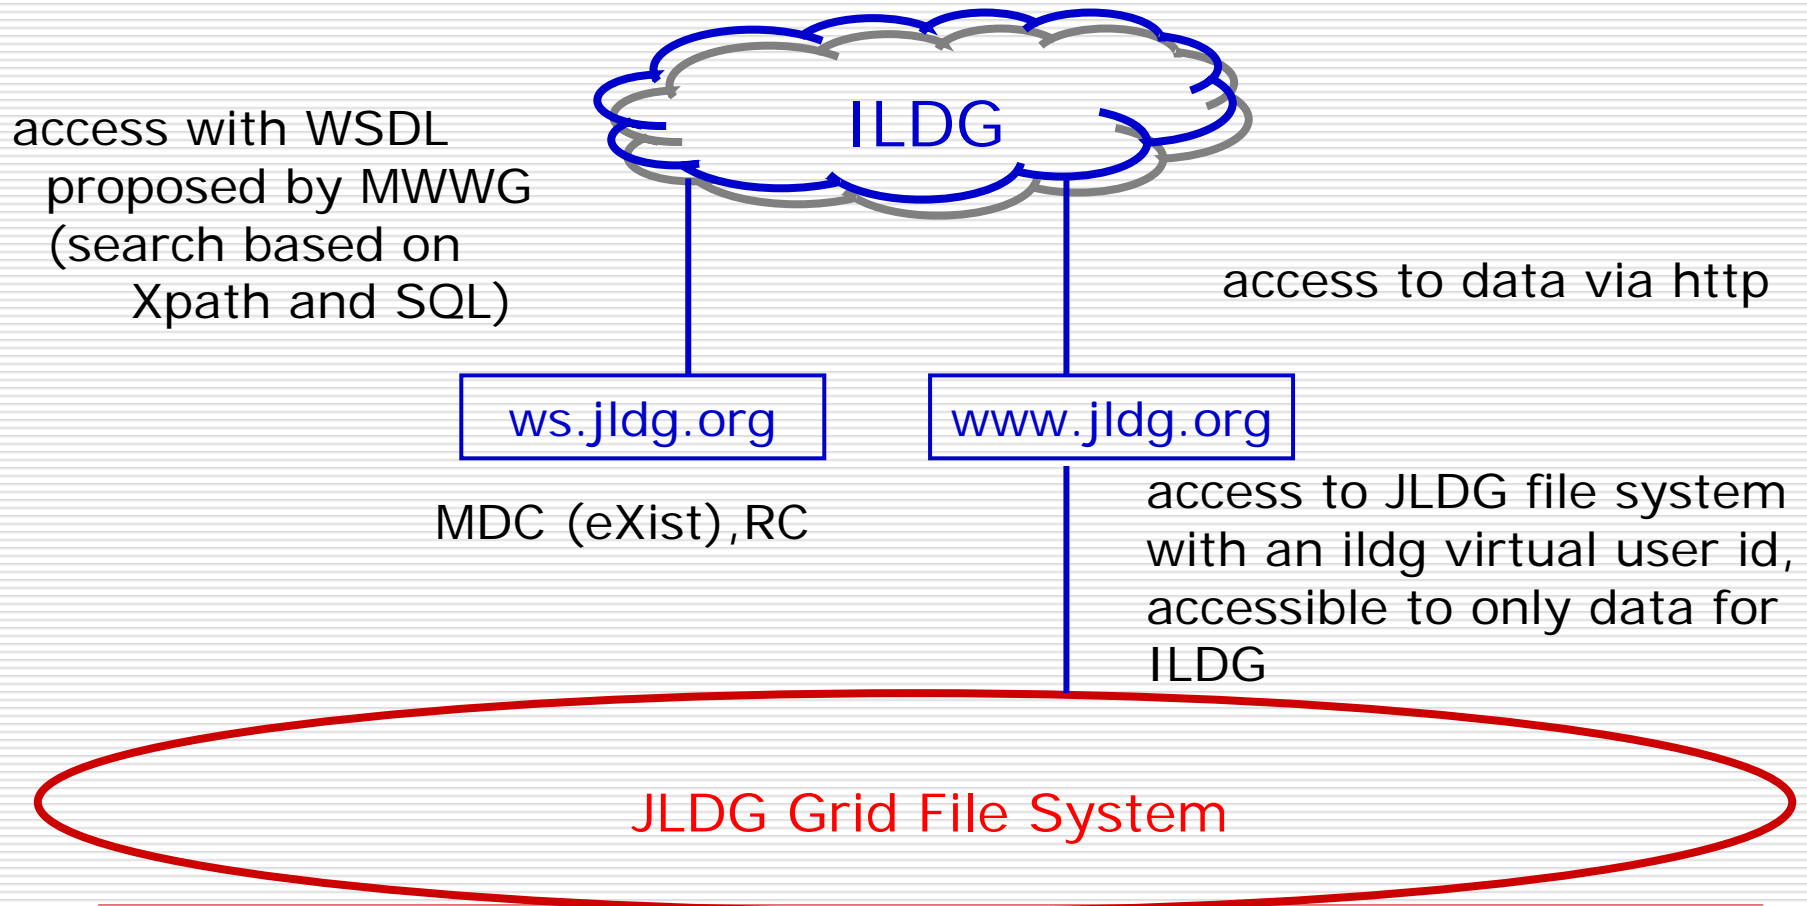 ILDG
access with WSDL
proposed by MWWG
(search based on
Xpath and SQL)
access to data via http
ws.jldg.org
www.jldg.org
MDC (eXist),RC
access to JLDG file system
with an ildg virtual user id,
accessible to only data for
ILDG
JLDG Grid File System